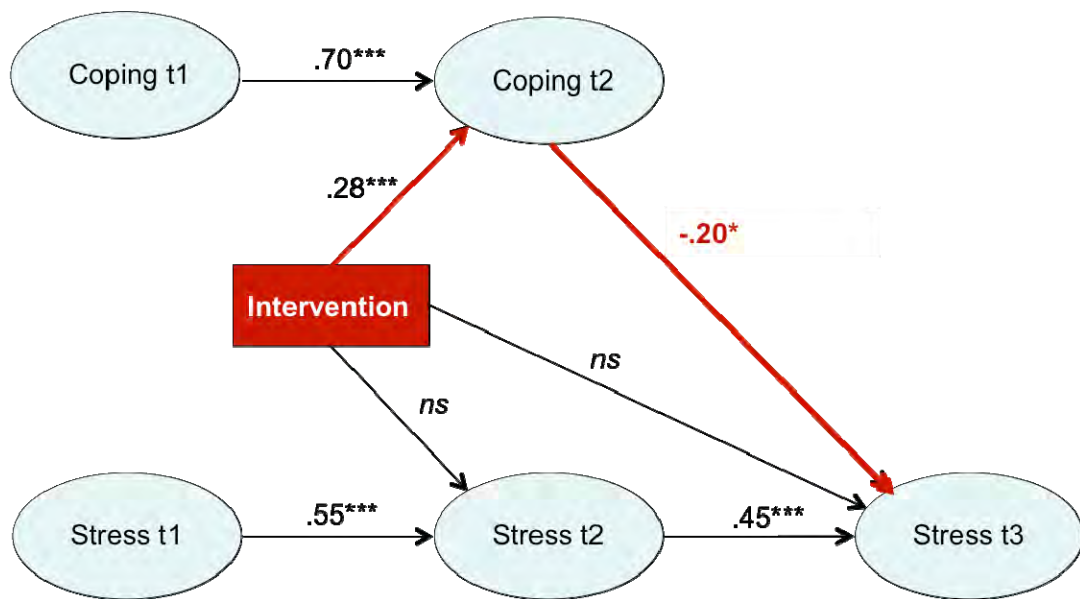 Coping t1
.70***
Coping t2
.28***
-.20*
Intervention
ns
ns
Stress t1
.55***
Stress t2
.45***
Stress t3